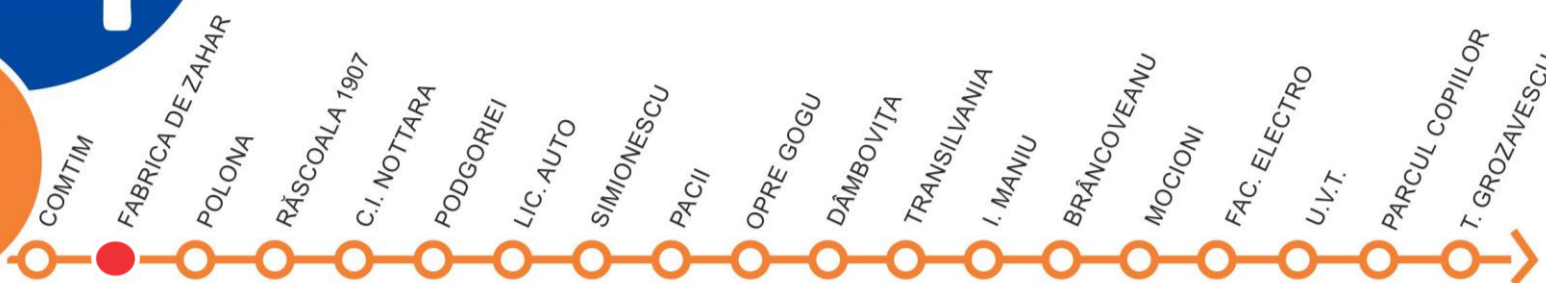 COMTIM
FABRICA DE ZAHAR
POLONA
RĂSCOALA 1907
C.I. NOTTARA
PODGORIEI
LIC. AUTO
SIMIONESCU
PACII
OPRE GOGU
DÂMBOVIȚA
TRANSILVANIA
I. MANIU
BRÂNCOVEANU
MOCIONI
FAC. ELECTRO
U.V.T.
PARCUL COPIILOR
T. GROZAVESCU